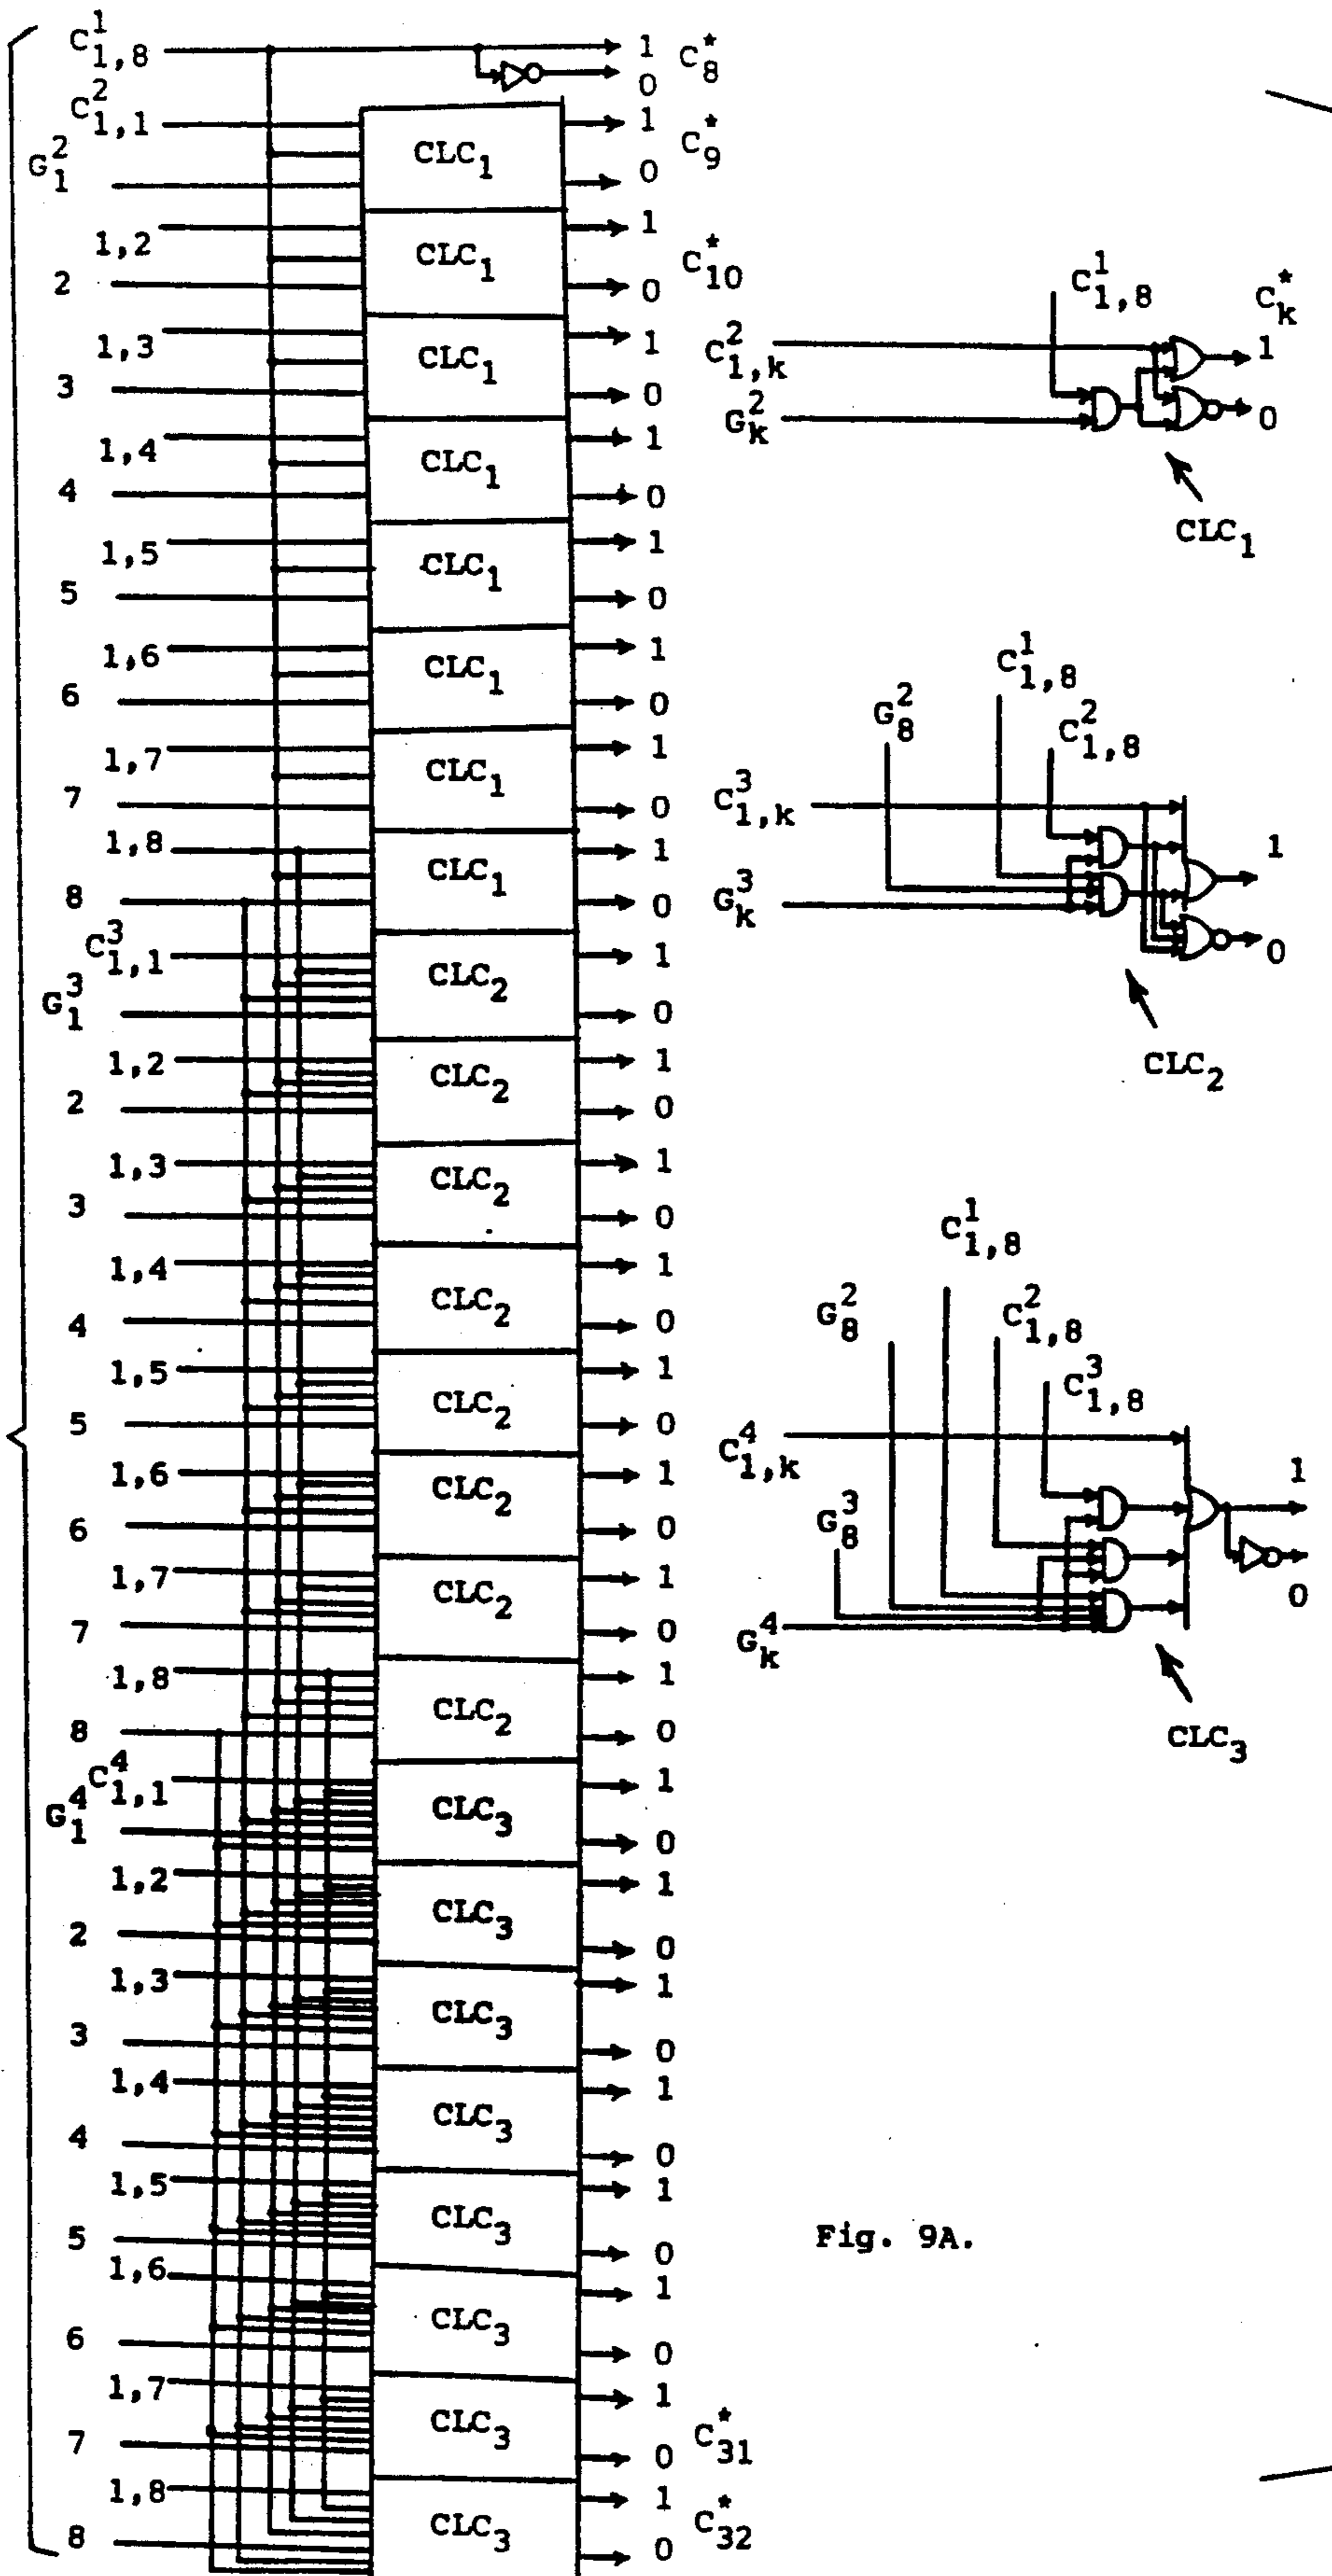 C¹₁,₈ 1 C*₈
0
C²₁,₁ 1 C*₉
G²₁ CLC₁ 0
1,2 1
2 CLC₁ 0 C*₁₀
1,3 1
3 CLC₁ 0
1,4 1
4 CLC₁ 0
1,5 1
5 CLC₁ 0
1,6 1
6 CLC₁ 0
1,7 1
7 CLC₁ 0
1,8 1
8 CLC₁ 0
C³₁,₁ 1
G³₁ CLC₂ 0
1,2 1
2 CLC₂ 0
1,3 1
3 CLC₂ 0
1,4 1
4 CLC₂ 0
1,5 1
5 CLC₂ 0
1,6 1
6 CLC₂ 0
1,7 1
7 CLC₂ 0
1,8 1
8 CLC₂ 0
C⁴₁,₁ 1
G⁴₁ CLC₃ 0
1,2 1
2 CLC₃ 0
1,3 1
3 CLC₃ 0
1,4 1
4 CLC₃ 0
1,5 1
5 CLC₃ 0
1,6 1
6 CLC₃ 0
1,7 1
7 CLC₃ 0 C*₃₁
1,8 1 C*₃₂
8 CLC₃ 0
C¹₁,₈ C*ₖ
C²₁,ₖ 1
G²ₖ 0
CLC₁
C¹₁,₈
G²₈ C²₁,₈
C³₁,ₖ 1
G³ₖ 0
CLC₂
C¹₁,₈
G²₈ C²₁,₈
C³₁,₈
C⁴₁,ₖ 1
G³₈
G⁴ₖ 0
CLC₃
Fig. 9A.